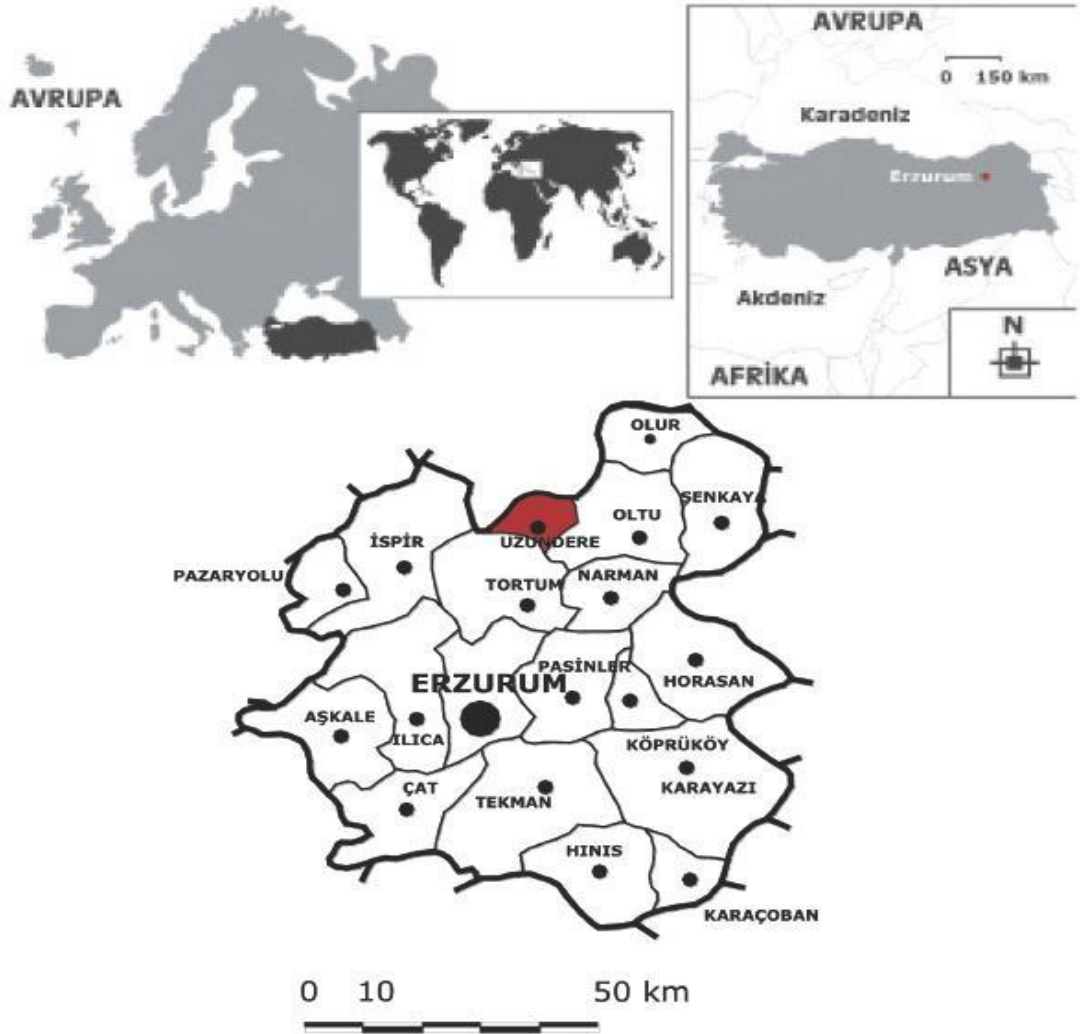 AVRUPA
AVRUPA
0 150 km
Karadeniz
Erzurum
ASYA
Akdeniz
N
AFRİKA
OLUR
ŞENKAYA
OLTU
UZUNDERE
İSPİR
PAZARYOLU
TORTUM
NARMAN
PASİNLER
ERZURUM
HORASAN
AŞKALE
ILICA
KÖPRÜKÖY
KARAYAZI
ÇAT
TEKMAN
HINIS
KARAÇOBAN
0 10 50 km